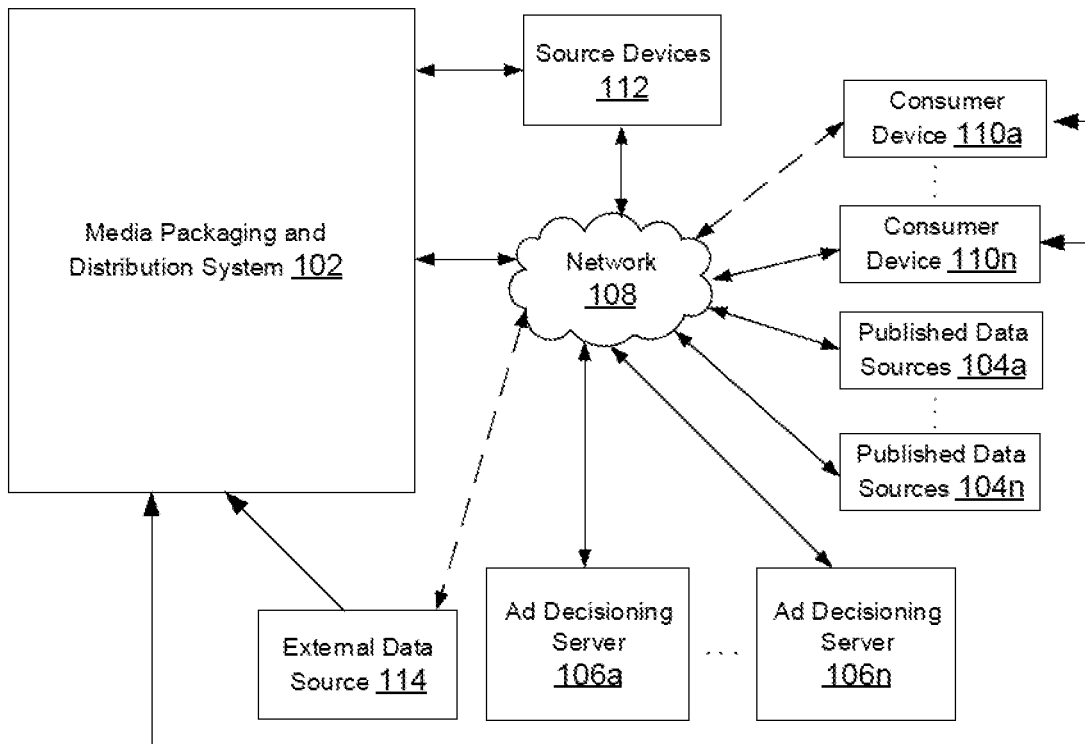 Source Devices
112
Consumer
Device 110a
Media Packaging and
Distribution System 102
Network
108
Consumer
Device 110n
Published Data
Sources 104a
Published Data
Sources 104n
External Data
Source 114
Ad Decisioning
Server
106a
. . .
Ad Decisioning
Server
106n